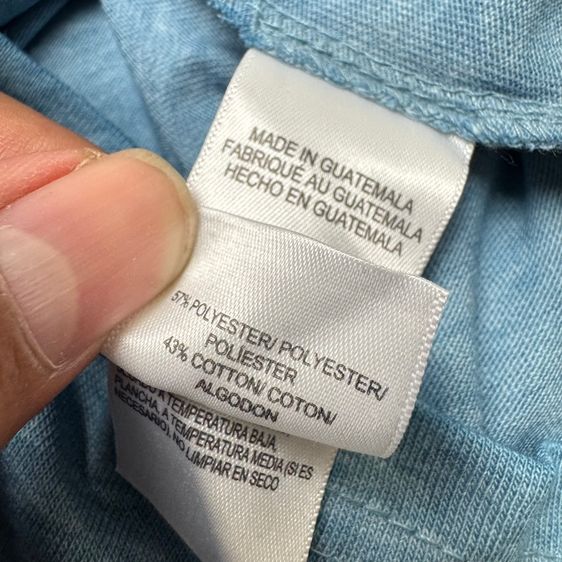 MADE IN GUATEMALA
FABRIQUÉ AU GUATEMALA
HECHO EN GUATEMALA
57% POLYESTER/ POLYESTER/
POLIESTER
43% COTTON/ COTON/
ALGODON
A TEMPERATURA BAJA,
PLANCHA, A TEMPERATURA MEDIA (SI ES
NECESARIO), NO LIMPIAR EN SECO